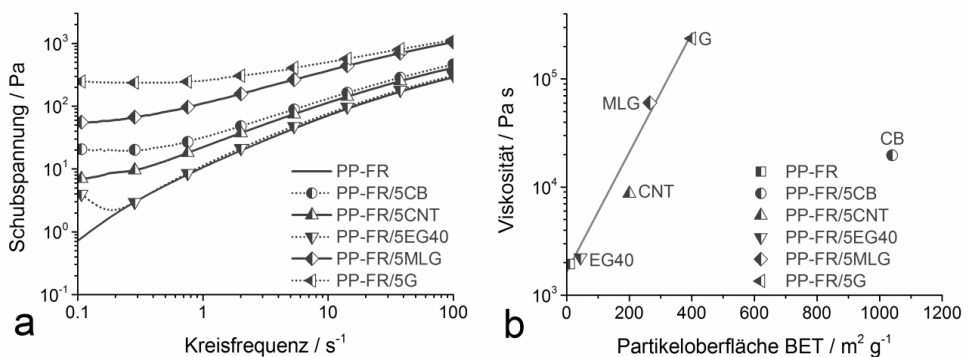 10³
10²
10¹
10⁰
10⁻¹
0.1
1
10
100
Schubspannung / Pa
Kreisfrequenz / s⁻¹
PP-FR
PP-FR/5CB
PP-FR/5CNT
PP-FR/5EG40
PP-FR/5MLG
PP-FR/5G
a
10⁵
10⁴
10³
0
200
400
600
800
1000
1200
Viskosität / Pa s
Partikeloberfläche BET / m² g⁻¹
G
MLG
CNT
EG40
CB
PP-FR
PP-FR/5CB
PP-FR/5CNT
PP-FR/5EG40
PP-FR/5MLG
PP-FR/5G
b